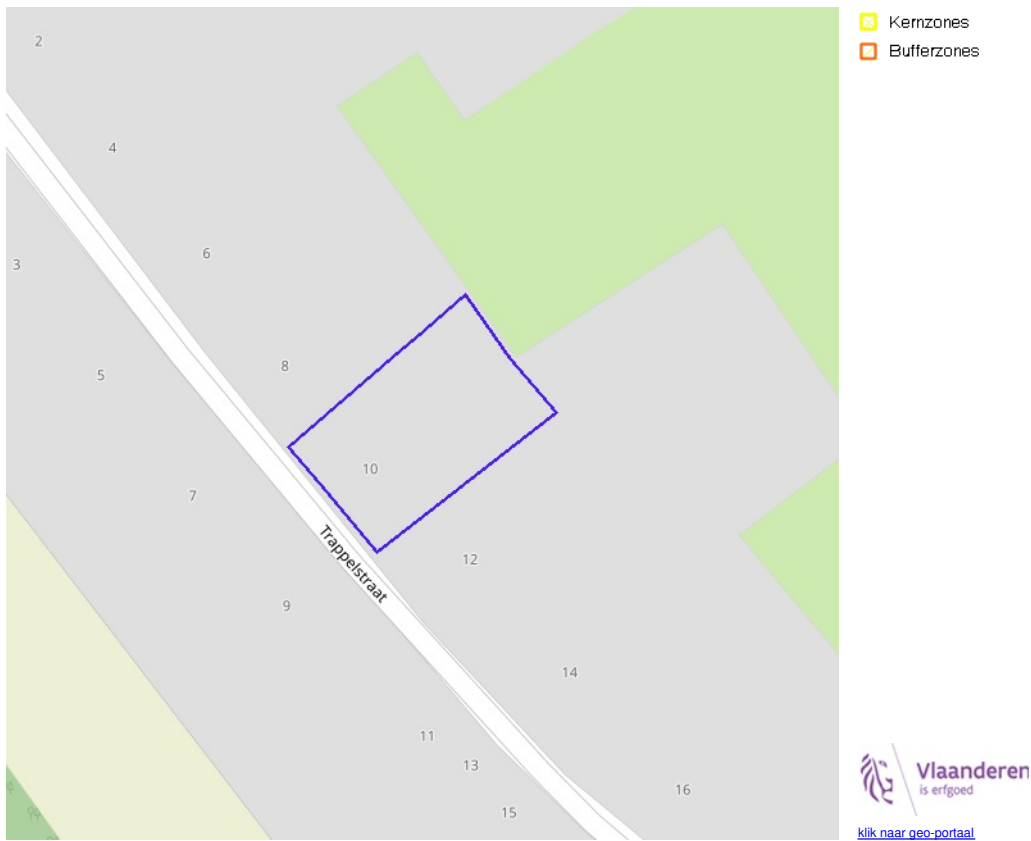 Kernzones
Bufferzones
2
4
6
3
8
5
10
7
Trappelstraat
12
9
14
11
13
16
15
Vlaanderen
is erfgoed
klik naar geo-portaal